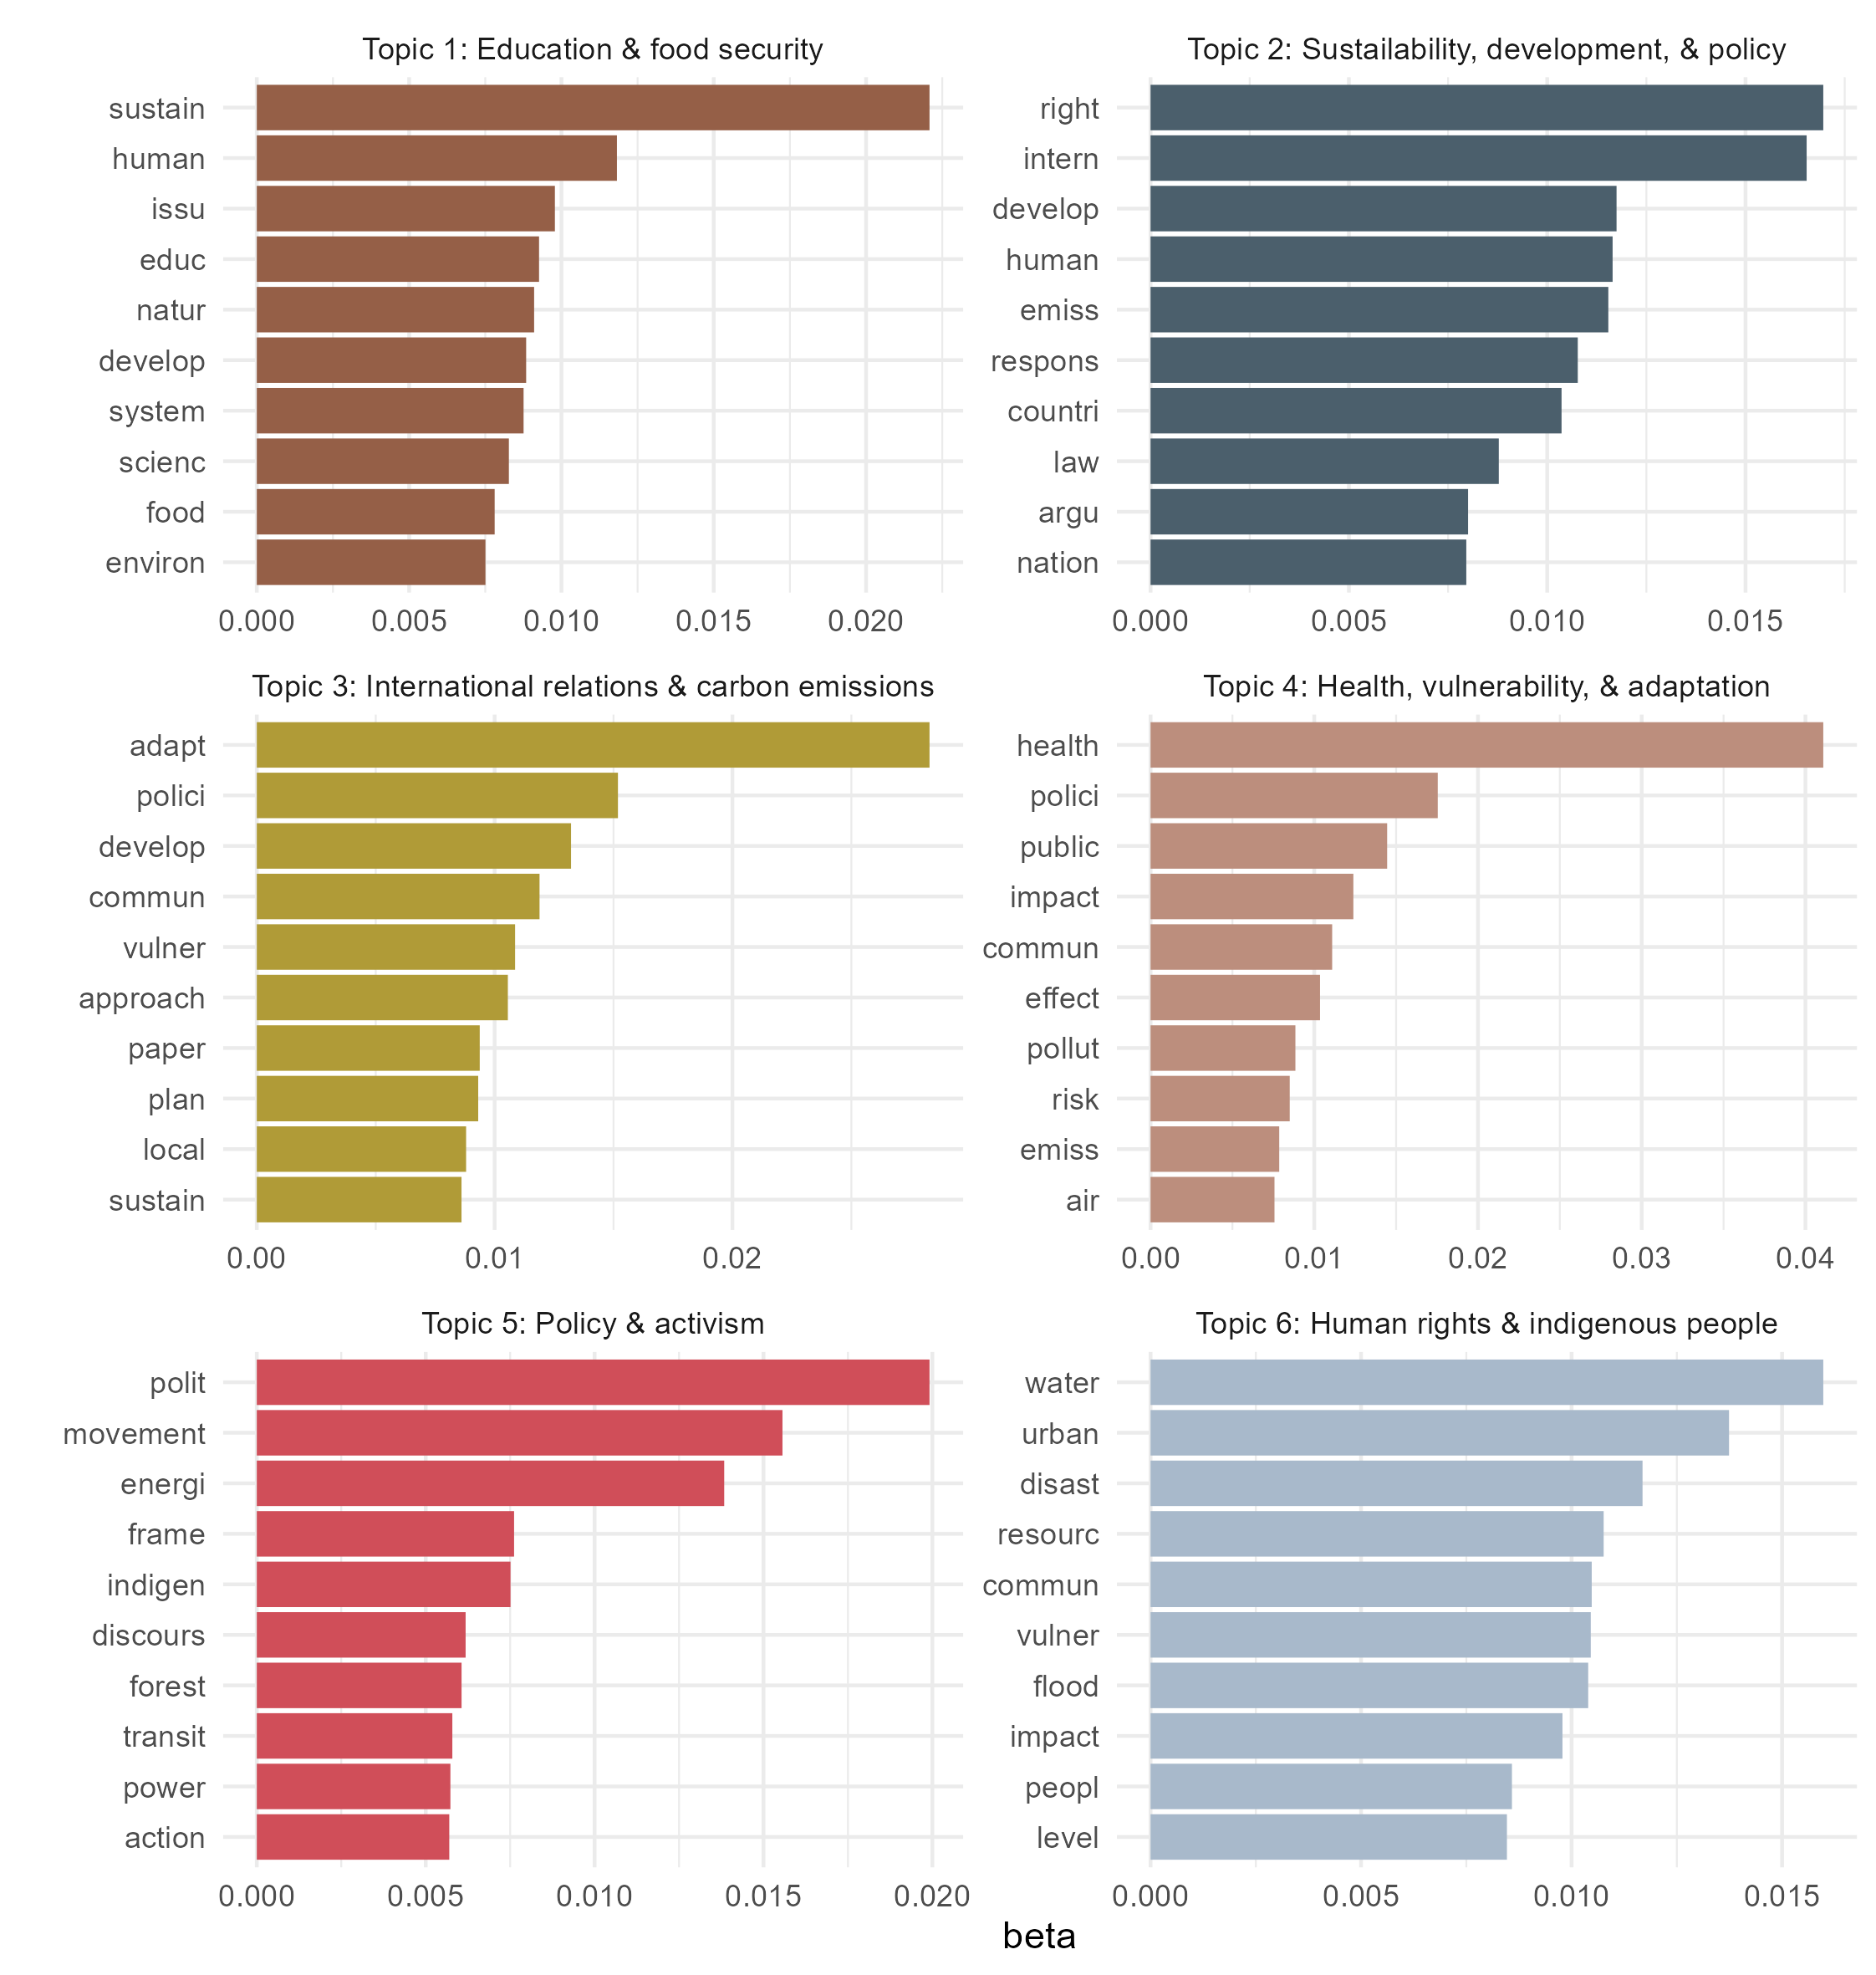 Topic 1: Education & food security
sustain
human
issu
educ
natur
develop
system
scienc
food
environ
0.000 0.005 0.010 0.015 0.020
Topic 2: Sustailability, development, & policy
right
intern
develop
human
emiss
respons
countri
law
argu
nation
0.000 0.005 0.010 0.015
Topic 3: International relations & carbon emissions
adapt
polici
develop
commun
vulner
approach
paper
plan
local
sustain
0.00 0.01 0.02
Topic 4: Health, vulnerability, & adaptation
health
polici
public
impact
commun
effect
pollut
risk
emiss
air
0.00 0.01 0.02 0.03 0.04
Topic 5: Policy & activism
polit
movement
energi
frame
indigen
discours
forest
transit
power
action
0.000 0.005 0.010 0.015 0.020
Topic 6: Human rights & indigenous people
water
urban
disast
resourc
commun
vulner
flood
impact
peopl
level
0.000 0.005 0.010 0.015
beta